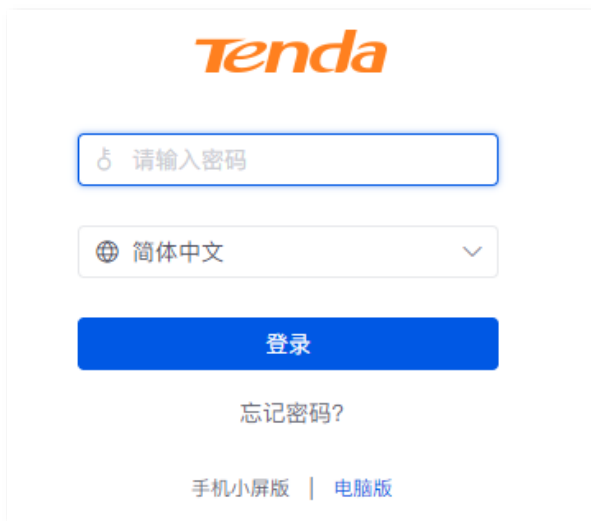 Tenda
请输入密码
简体中文
登录
忘记密码?
手机小屏版 | 电脑版